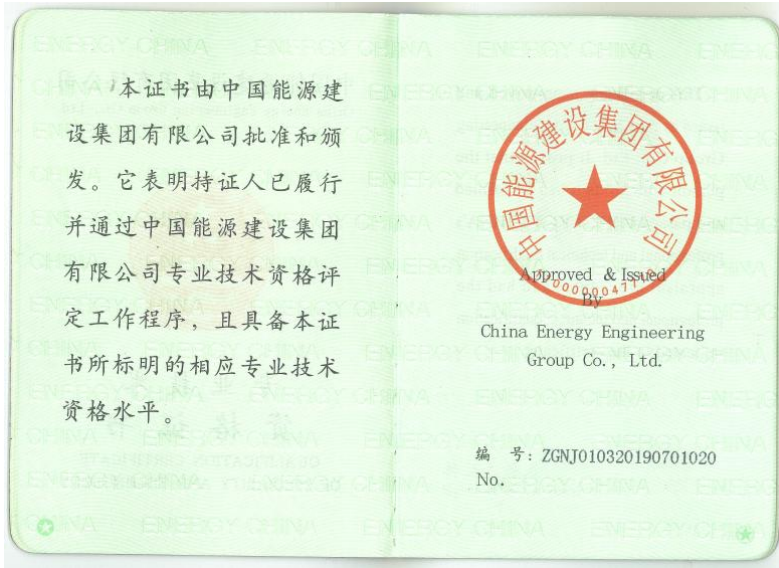 本证书由中国能源建
设集团有限公司批准和颁
发。它表明持证人已履行
并通过中国能源建设集团
有限公司专业技术资格评
定工作程序，且具备本证
书所标明的相应专业技术
资格水平。
中国能源建设集团有限公司
Approved & Issued
By
China Energy Engineering
Group Co., Ltd.
编 号：ZGNJ010320190701020
No.